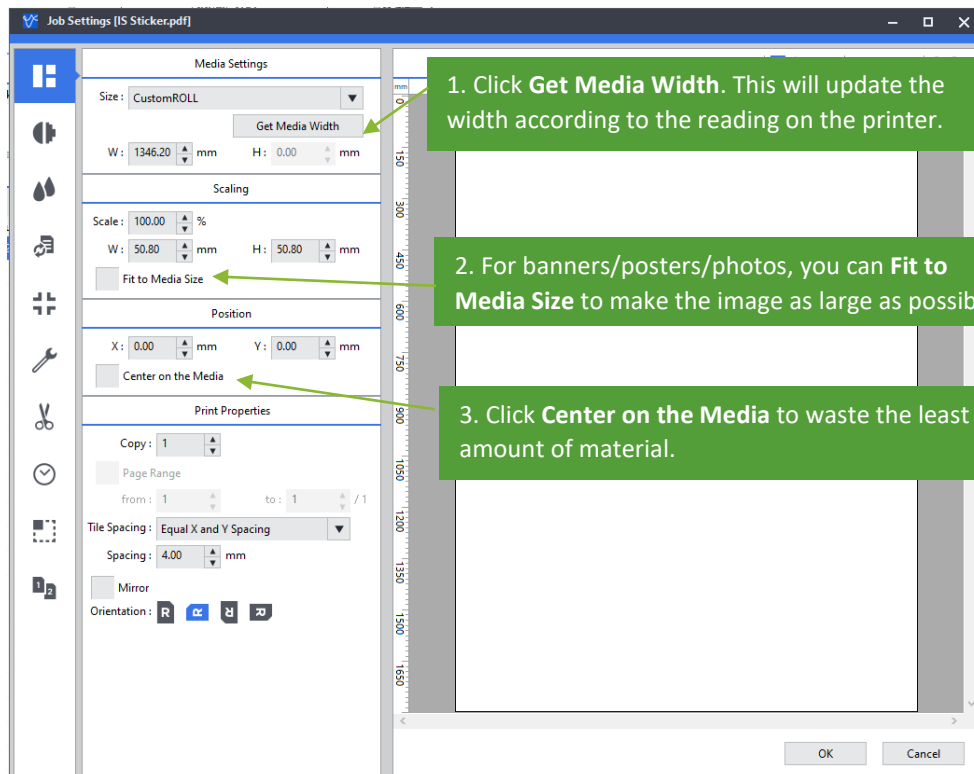 Job Settings [IS Sticker.pdf]
Media Settings
Size : CustomROLL
Get Media Width
W : 1346.20 mm H : 0.00 mm
Scaling
Scale : 100.00 %
W : 50.80 mm H : 50.80 mm
Fit to Media Size
Position
X : 0.00 mm Y : 0.00 mm
Center on the Media
Print Properties
Copy : 1
Page Range
from : 1 to : 1 / 1
Tile Spacing : Equal X and Y Spacing
Spacing : 4.00 mm
Mirror
Orientation : R R R R
1 2
mm
0
150
300
450
600
750
900
1050
1200
1350
1500
1650
1. Click Get Media Width. This will update the
width according to the reading on the printer.
2. For banners/posters/photos, you can Fit to
Media Size to make the image as large as possib
3. Click Center on the Media to waste the least
amount of material.
OK Cancel